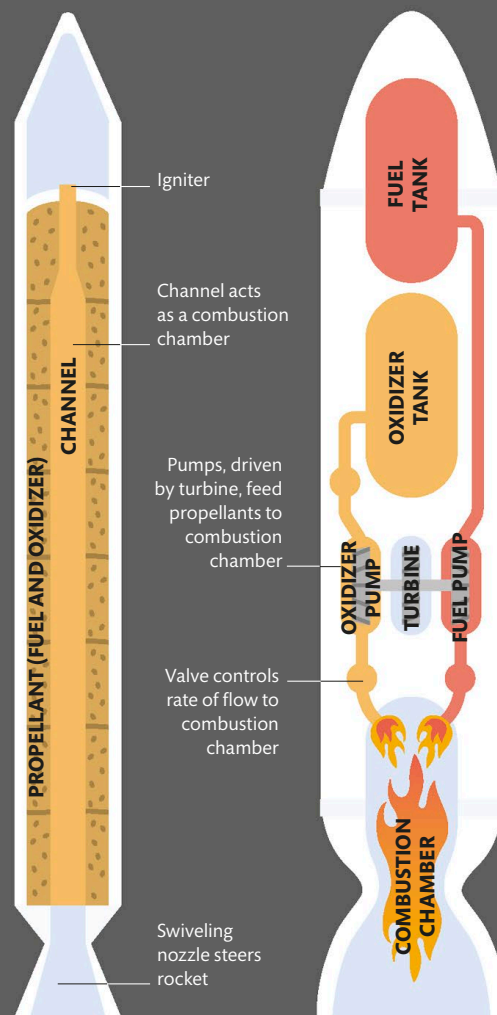 Igniter
Channel acts
as a combustion
chamber
CHANNEL
PROPELLANT (FUEL AND OXIDIZER)
Swiveling
nozzle steers
rocket
FUEL
TANK
OXIDIZER
TANK
Pumps, driven
by turbine, feed
propellants to
combustion
chamber
OXIDIZER
PUMP
TURBINE
FUEL PUMP
Valve controls
rate of flow to
combustion
chamber
COMBUSTION
CHAMBER